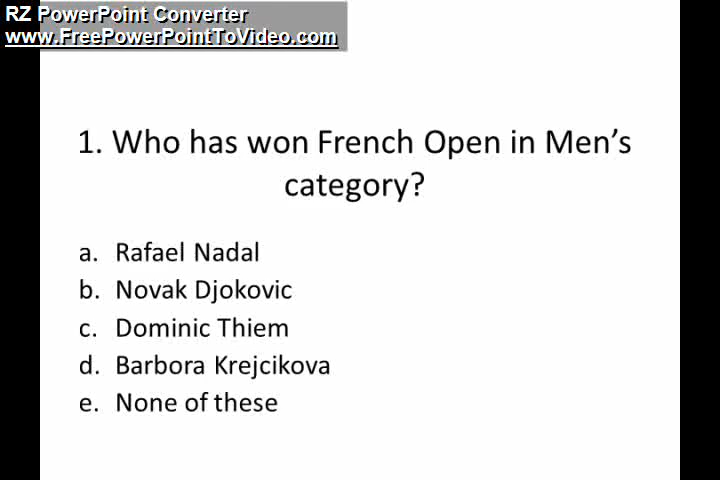 RZ PowerPoint Converter
www.FreePowerPointToVideo.com
1. Who has won French Open in Men’s
category?
a. Rafael Nadal
b. Novak Djokovic
c. Dominic Thiem
d. Barbora Krejcikova
e. None of these